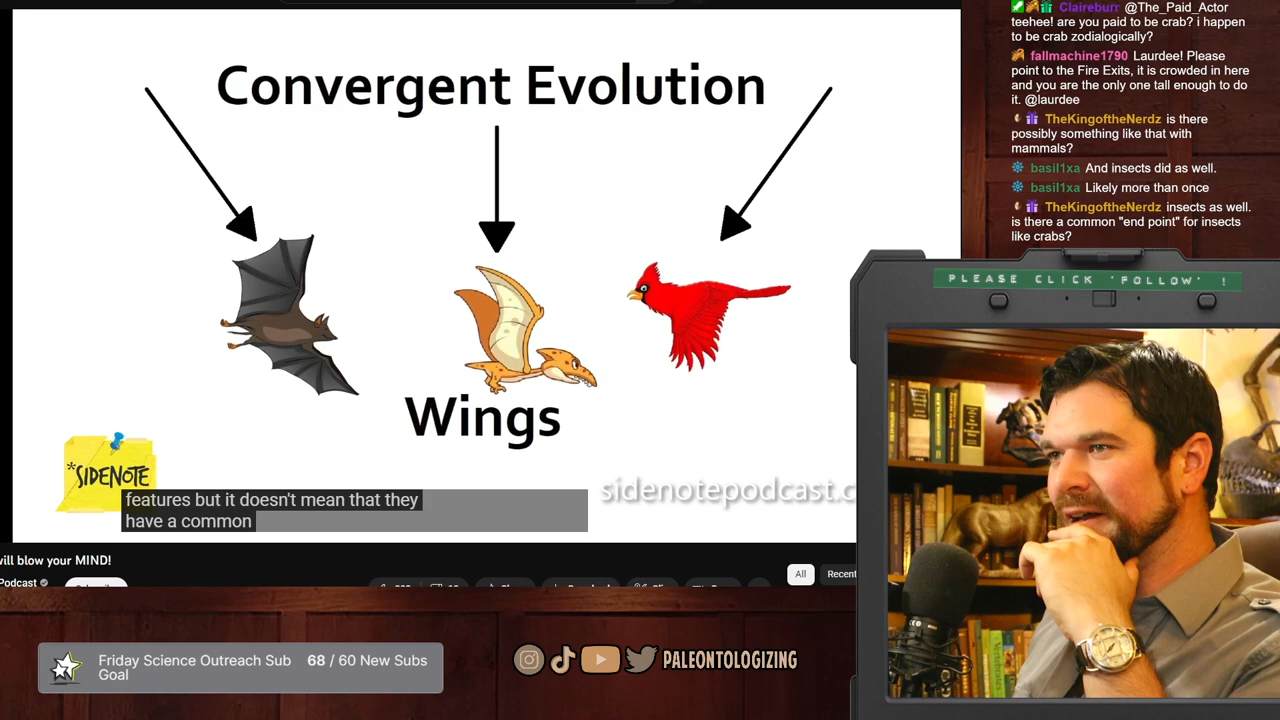 Convergent Evolution
Wings
*SIDENOTE
features but it doesn't mean that they
have a common
sidenotepodcast.c
will blow your MIND!
Podcast
All
Recent
Claireburr @The_Paid_Actor
teehee! are you paid to be crab? i happen
to be crab zodialogically?
fallmachine1790 Laurdee! Please
point to the Fire Exits, it is crowded in here
and you are the only one tall enough to do
it. @laurdee
TheKingoftheNerdz is there
possibly something like that with
mammals?
basil1xa And insects did as well.
basil1xa Likely more than once
TheKingoftheNerdz insects as well.
is there a common "end point" for insects
like crabs?
PLEASE CLICK 'FOLLOW' !
Friday Science Outreach Sub
Goal
68 / 60 New Subs
PALEONTOLOGIZING